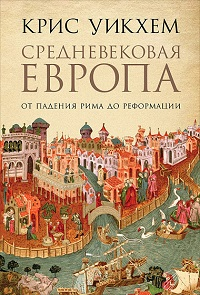 КРИС УИКХЕМ
СРЕДНЕВЕКОВАЯ
ЕВРОПА
ОТ ПАДЕНИЯ РИМА ДО РЕФОРМАЦИИ